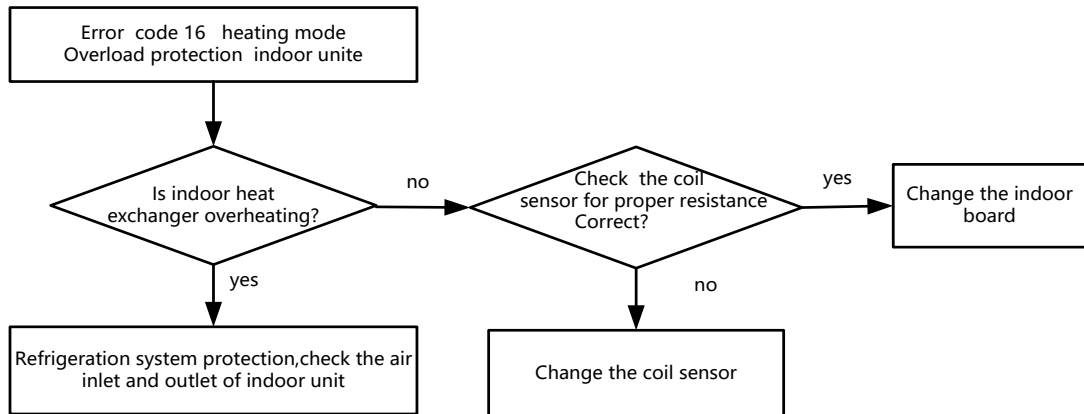 Error code 16 heating mode
Overload protection indoor unite
Is indoor heat
exchanger overheating?
no
Check the coil
sensor for proper resistance
Correct?
yes
Change the indoor
board
yes
no
Refrigeration system protection,check the air
inlet and outlet of indoor unit
Change the coil sensor